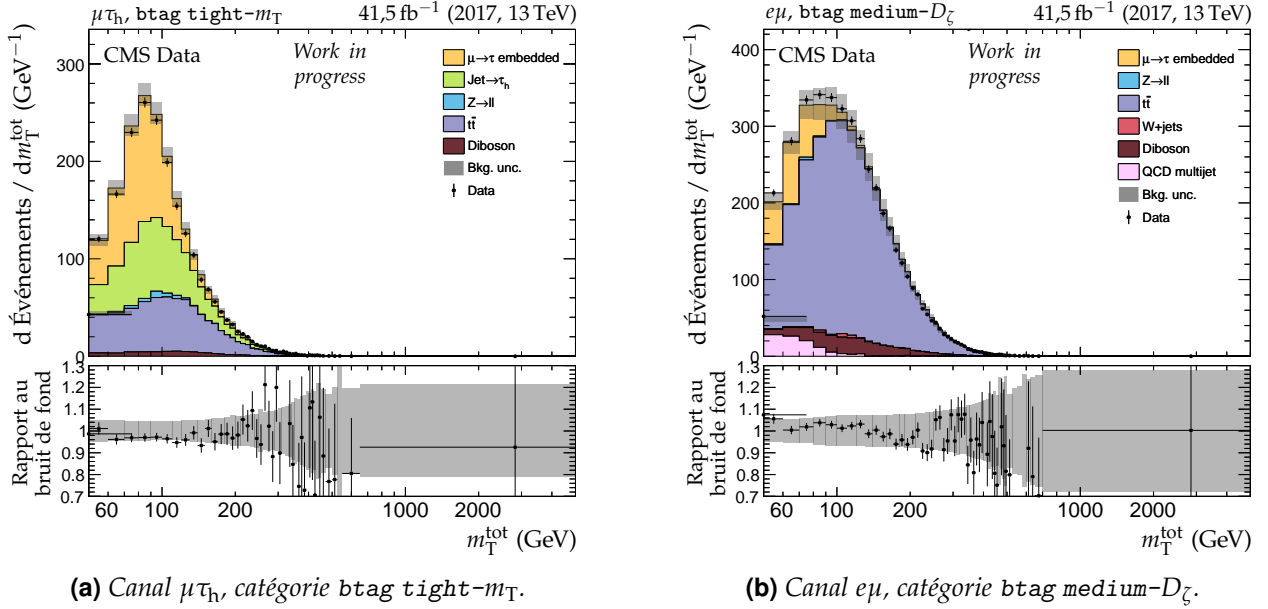 μτh, btag tight-mT 41,5 fb−1 (2017, 13 TeV)
CMS Data Work in progress
d Événements / dmTtot (GeV−1)
300
200
100
0
μ→τ embedded
Jet→τh
Z→ll
tt̄
Diboson
Bkg. unc.
Data
Rapport au
bruit de fond
1.3
1.2
1.1
1
0.9
0.8
0.7
60 100 200 1000 2000
mTtot (GeV)
(a) Canal μτh, catégorie btag tight-mT.
eμ, btag medium-Dζ 41,5 fb−1 (2017, 13 TeV)
CMS Data Work in progress
d Événements / dmTtot (GeV−1)
400
300
200
100
0
μ→τ embedded
Z→ll
tt̄
W+jets
Diboson
QCD multijet
Bkg. unc.
Data
Rapport au
bruit de fond
1.3
1.2
1.1
1
0.9
0.8
0.7
60 100 200 1000 2000
mTtot (GeV)
(b) Canal eμ, catégorie btag medium-Dζ.